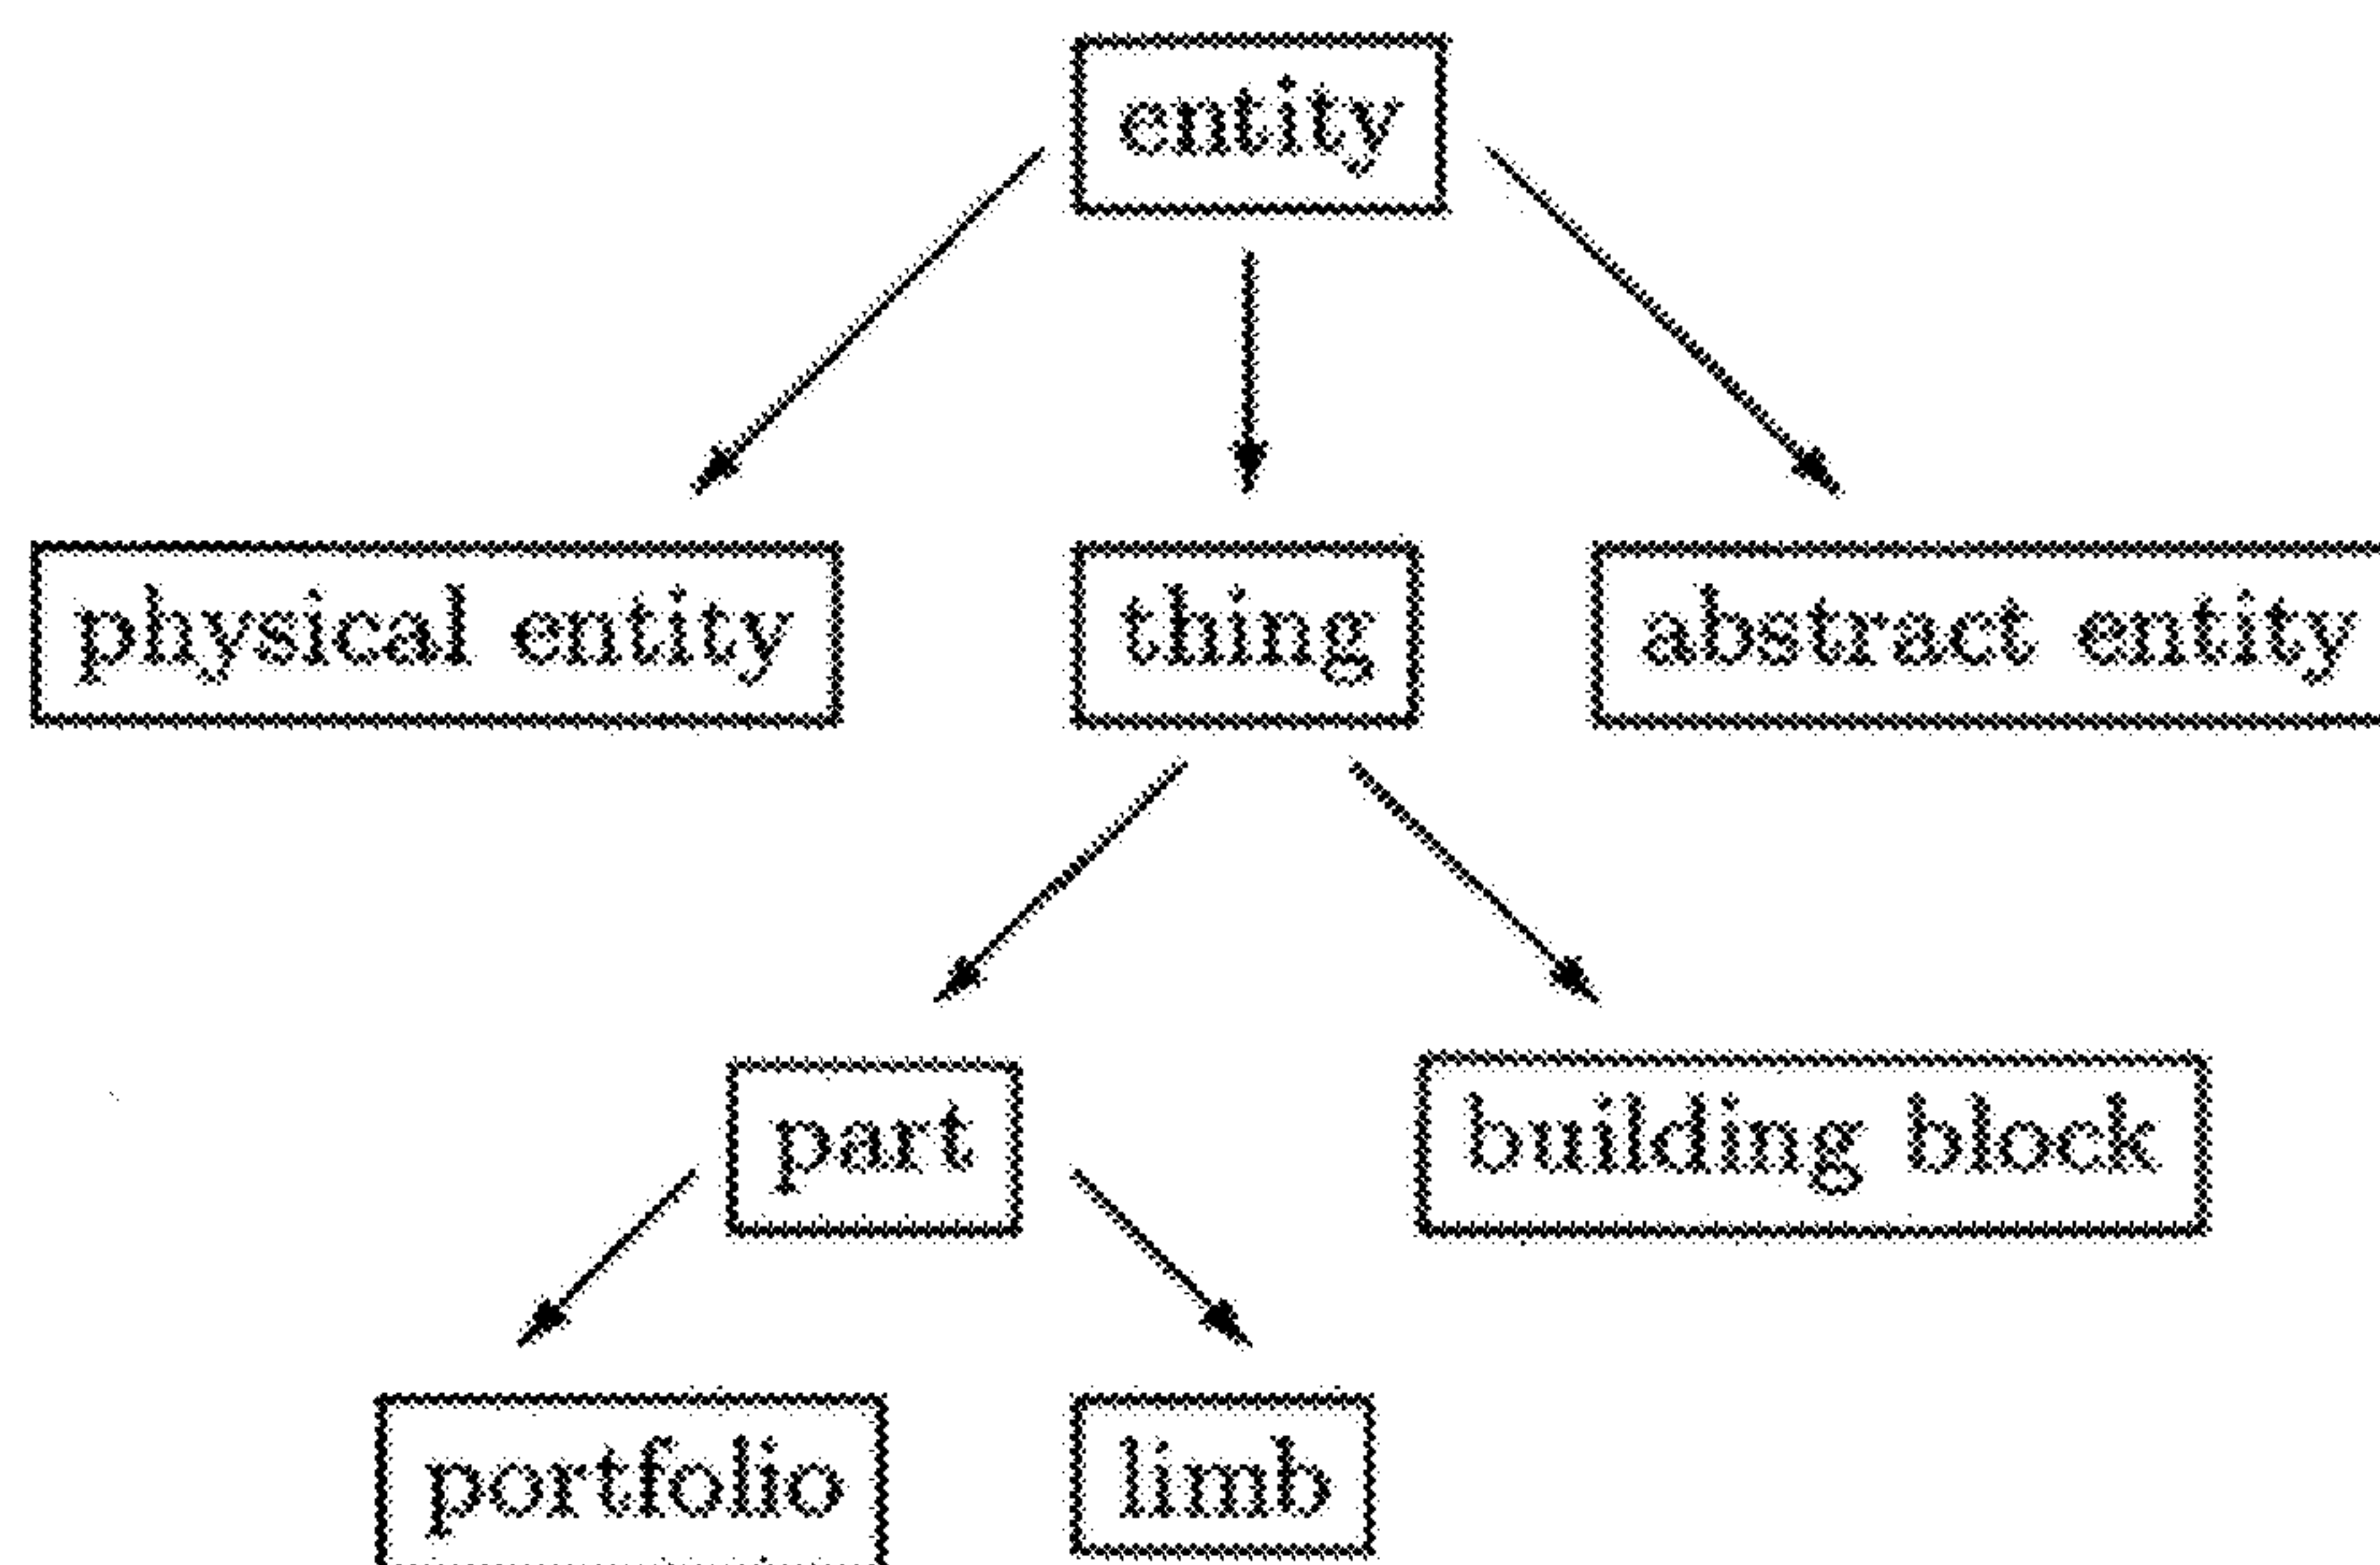 entity
physical entity
thing
abstract entity
part
building block
portfolio
limb